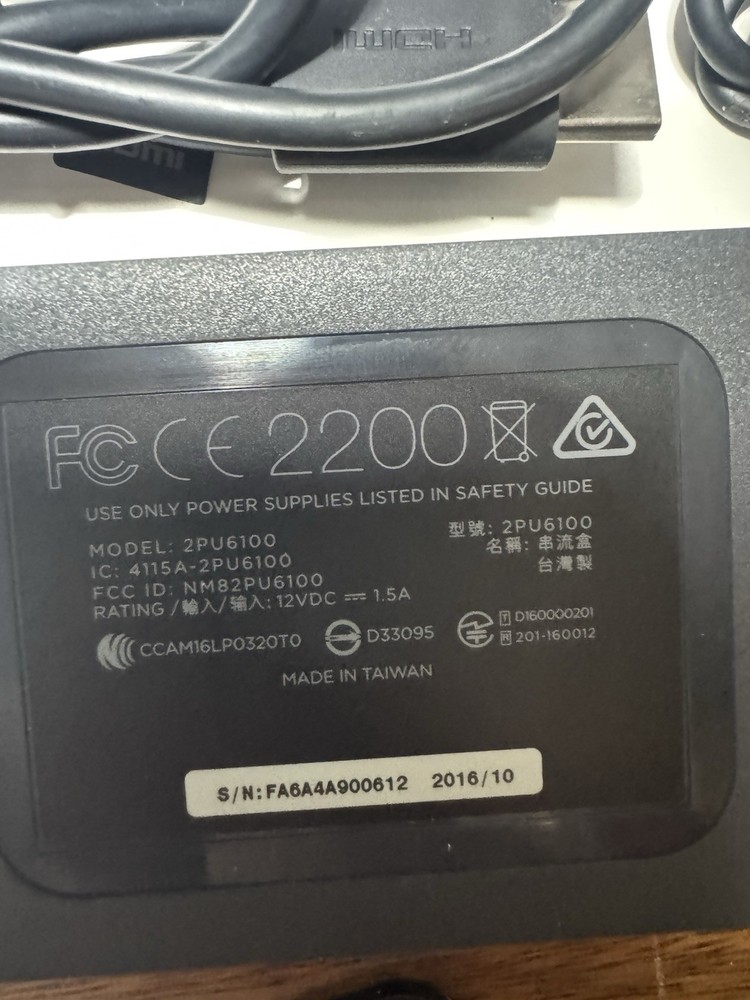 HDMI
FC CE 2200
USE ONLY POWER SUPPLIES LISTED IN SAFETY GUIDE
MODEL: 2PU6100
IC: 4115A-2PU6100
FCC ID: NM82PU6100
RATING /輸入/输入: 12VDC ⎓ 1.5A
型號: 2PU6100
名稱: 串流盒
台灣製
CCAM16LP0320T0
D33095
T D160000201
R 201-160012
MADE IN TAIWAN
S/N:FA6A4A900612 2016/10